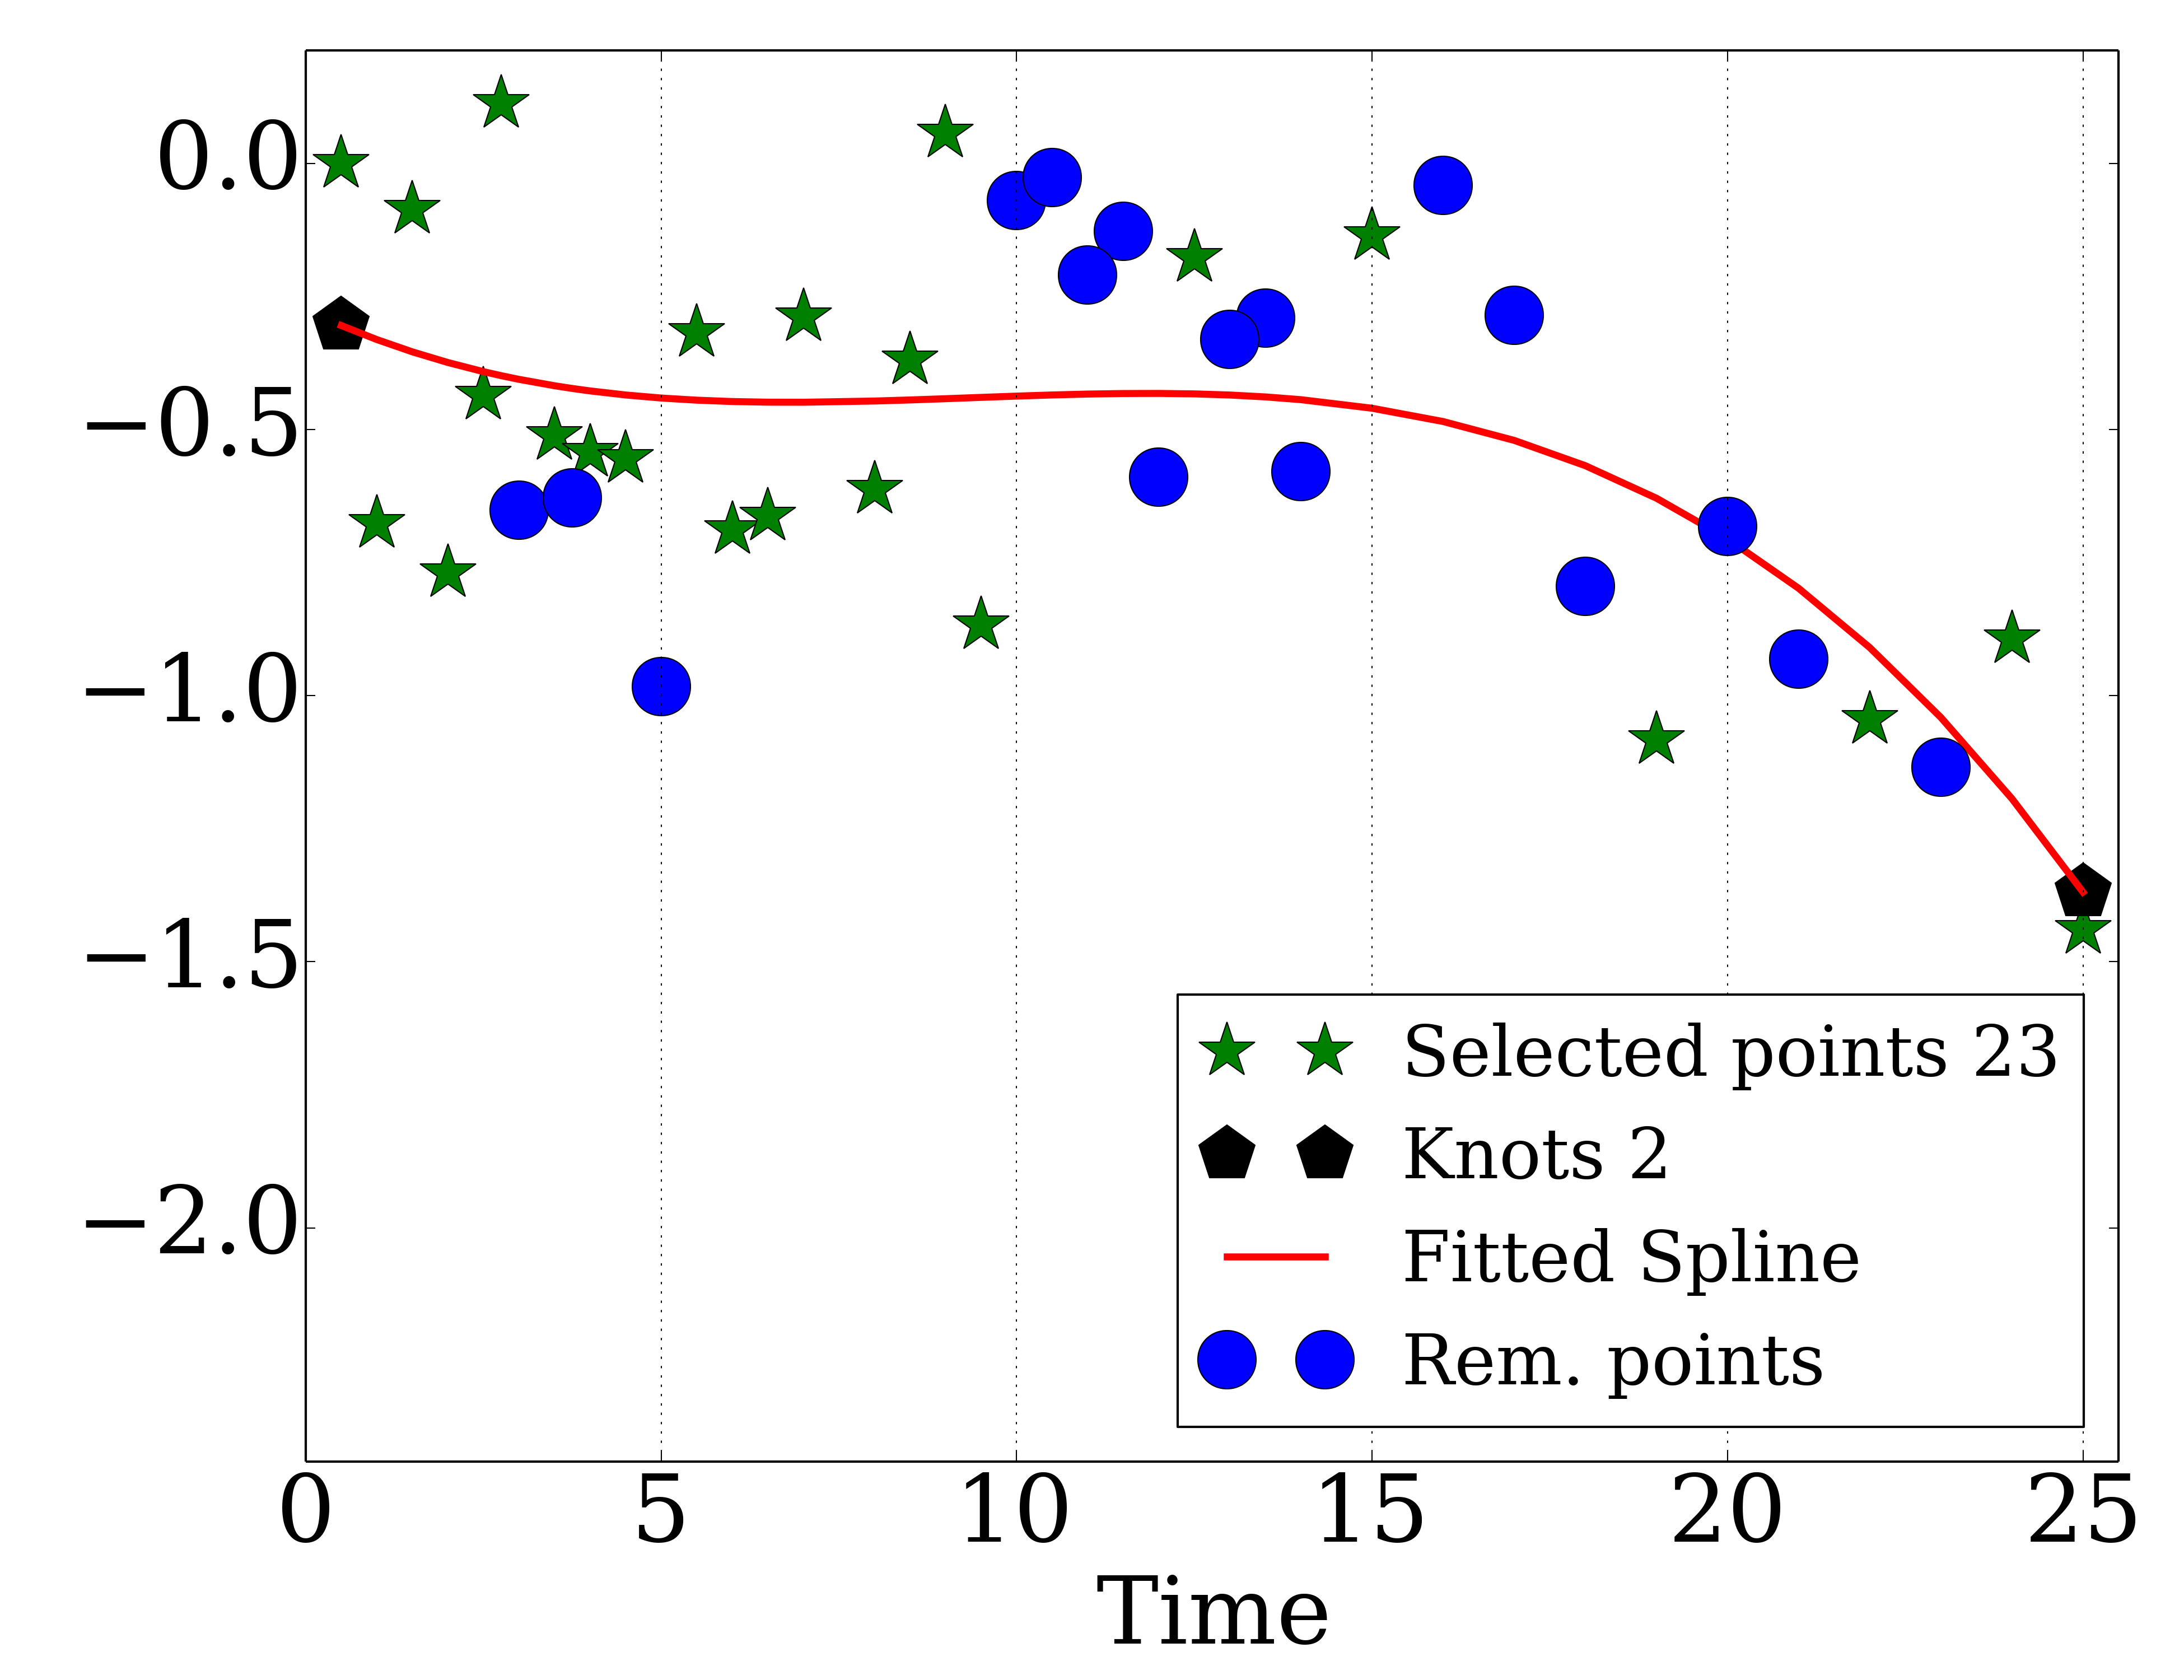 0.0
−0.5
−1.0
−1.5
−2.0
Selected points 23
Knots 2
Fitted Spline
Rem. points
0 5 10 15 20 25
Time